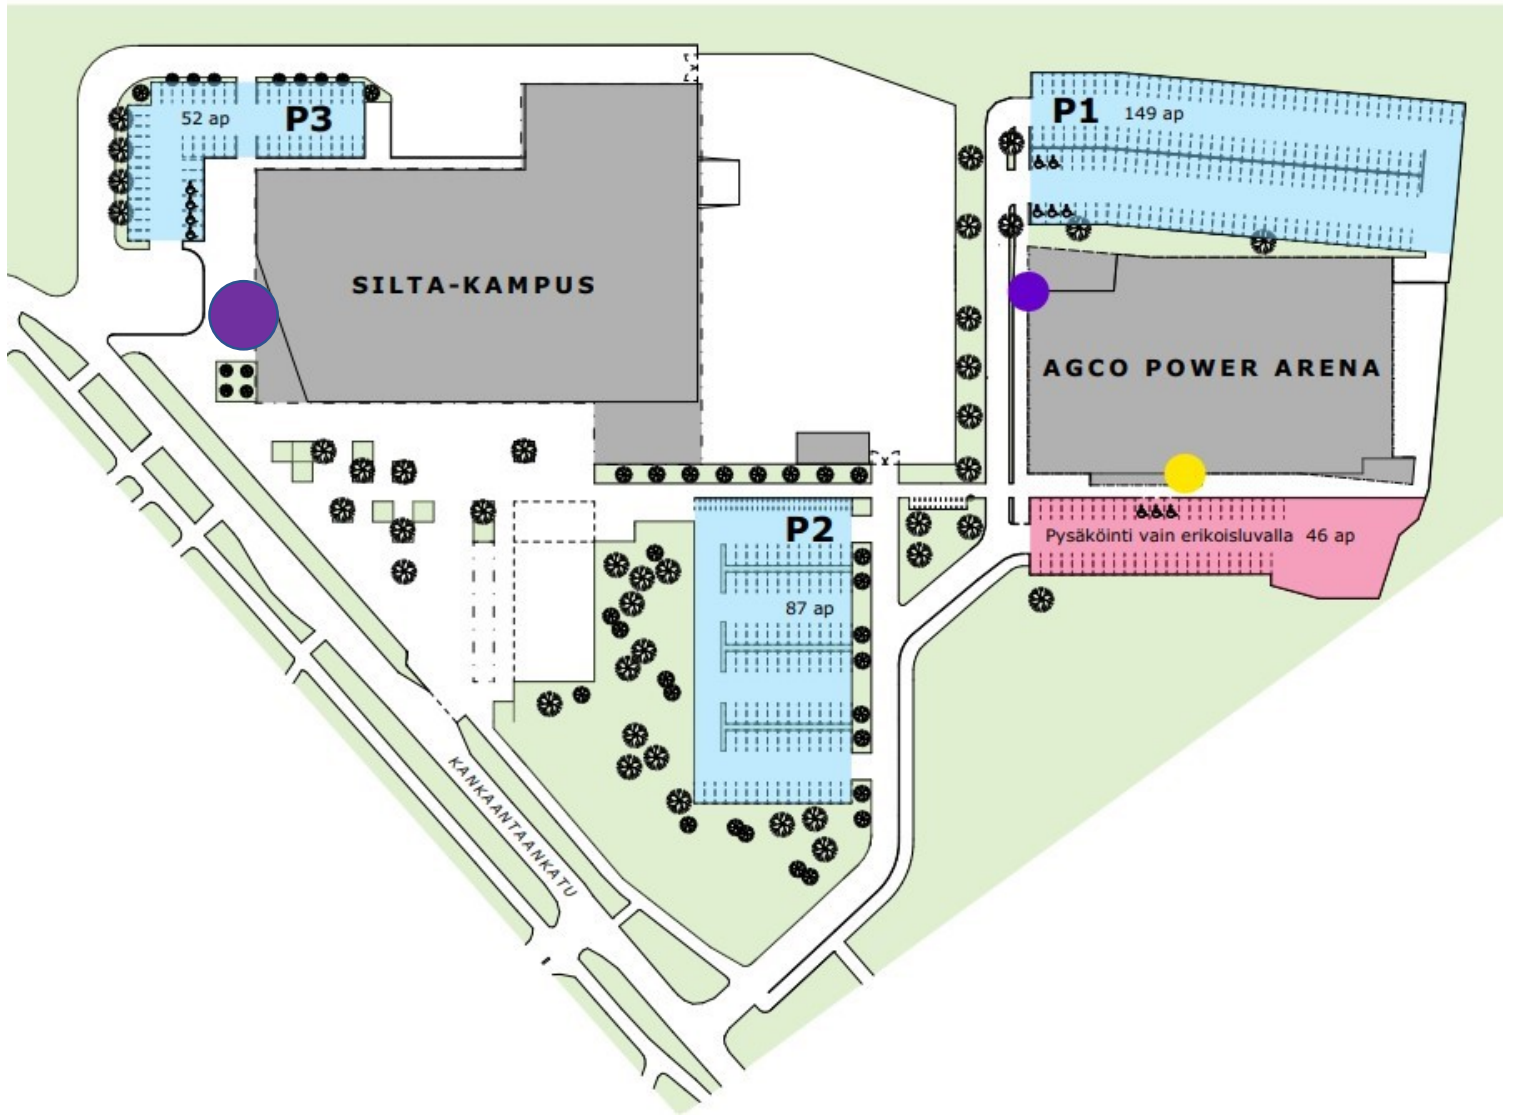 P3
52 ap
P1
149 ap
SILTA-KAMPUS
AGCO POWER ARENA
P2
Pysäköinti vain erikoisluvalla 46 ap
87 ap
KANKAANTAANKATU